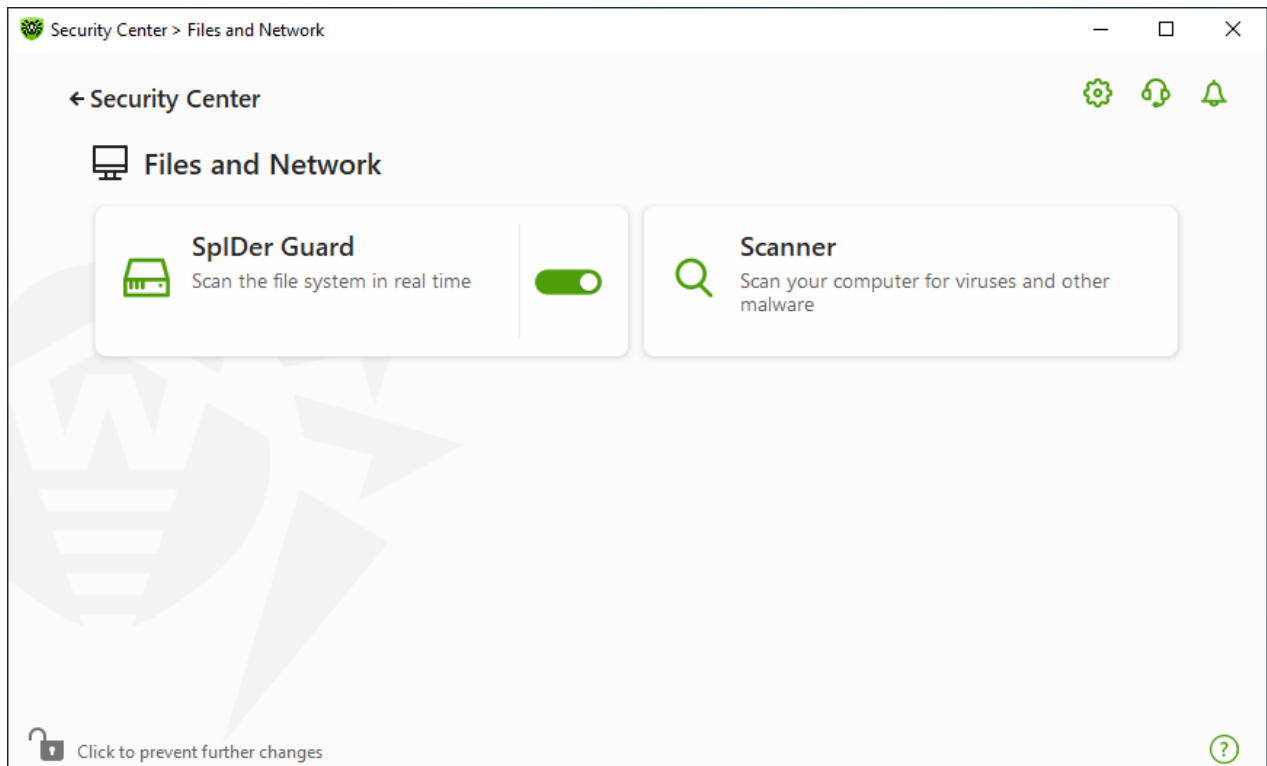 Security Center > Files and Network
Security Center
Files and Network
SpIDer Guard
Scan the file system in real time
Scanner
Scan your computer for viruses and other
malware
Click to prevent further changes
?